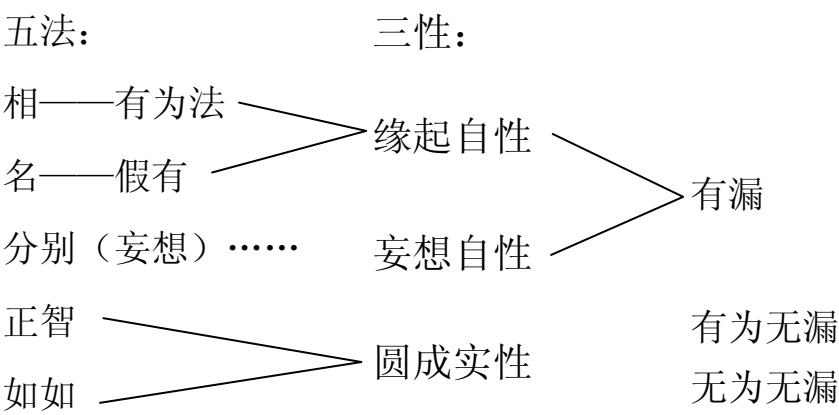 五法： 三性：
相——有为法
缘起自性
名——假有
有漏
分别（妄想）…… 妄想自性
正智
有为无漏
圆成实性
无为无漏
如如